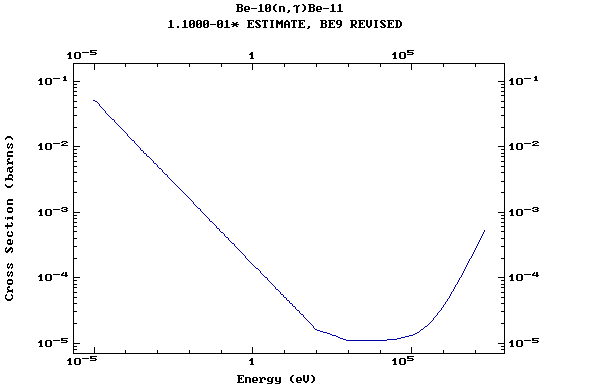 Be-10(n,γ)Be-11
1.1000-01* ESTIMATE, BE9 REVISED
10-5 1 105
10-1 10-1
10-2 10-2
10-3 10-3
10-4 10-4
10-5 10-5
10-5 1 105
Cross Section (barns)
Energy (eV)